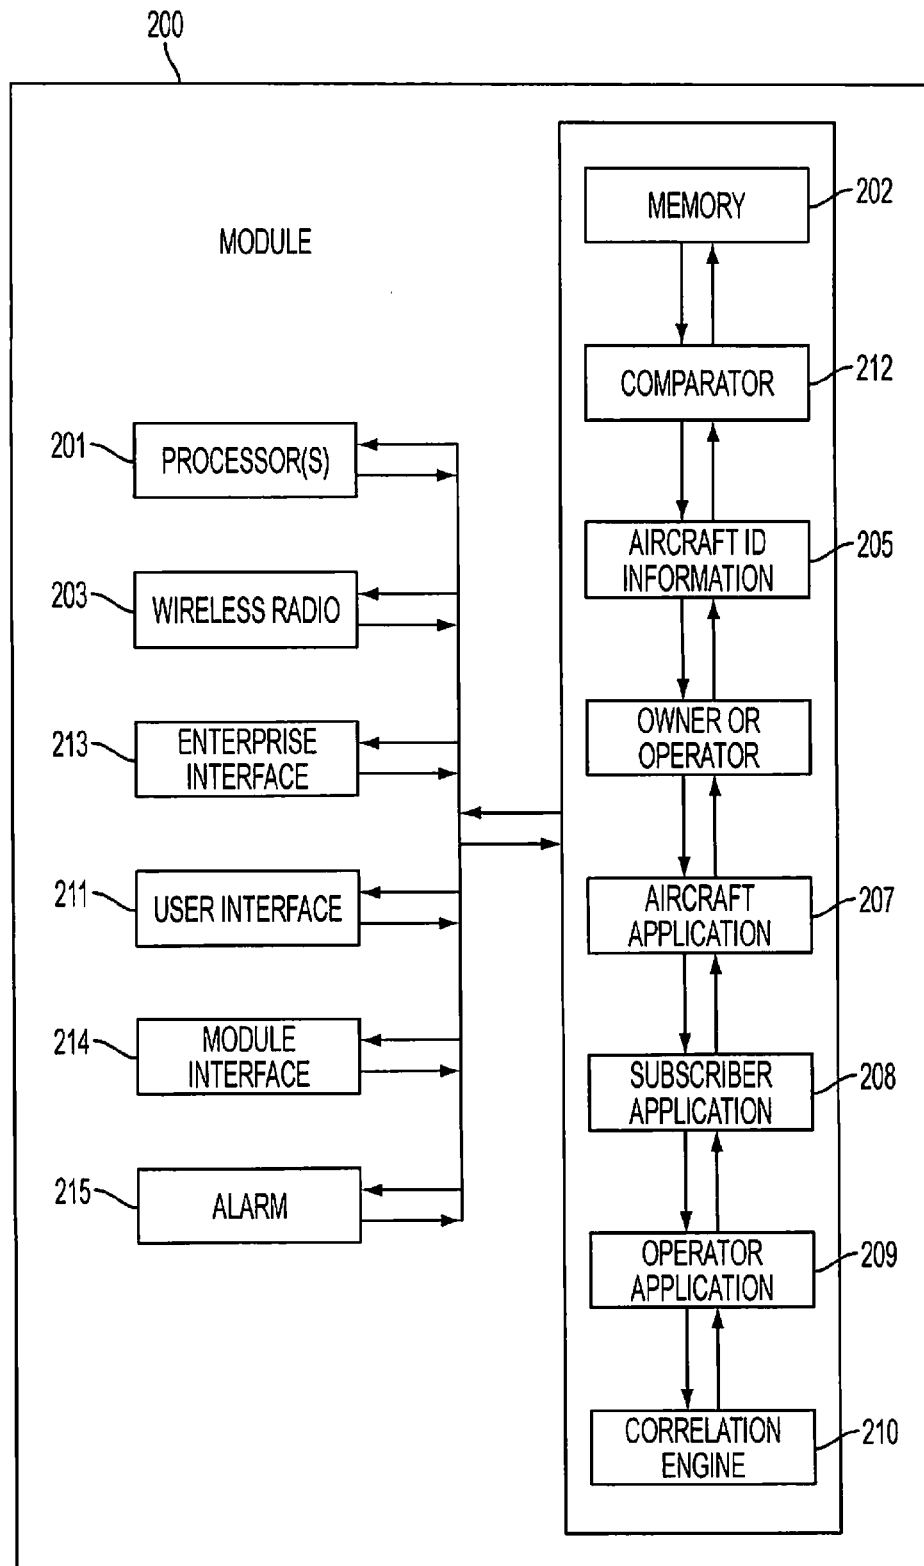 200
MODULE
MEMORY
202
COMPARATOR
212
201
PROCESSOR(S)
AIRCRAFT ID
INFORMATION
205
203
WIRELESS RADIO
OWNER OR
OPERATOR
213
ENTERPRISE
INTERFACE
AIRCRAFT
APPLICATION
207
211
USER INTERFACE
214
MODULE
INTERFACE
SUBSCRIBER
APPLICATION
208
215
ALARM
OPERATOR
APPLICATION
209
CORRELATION
ENGINE
210